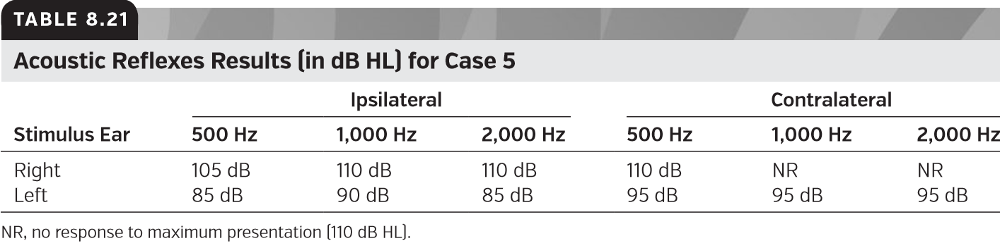 TABLE 8.21
Acoustic Reflexes Results (in dB HL) for Case 5
Ipsilateral Contralateral
Stimulus Ear 500 Hz 1,000 Hz 2,000 Hz 500 Hz 1,000 Hz 2,000 Hz
Right 105 dB 110 dB 110 dB 110 dB NR NR
Left 85 dB 90 dB 85 dB 95 dB 95 dB 95 dB
NR, no response to maximum presentation (110 dB HL).